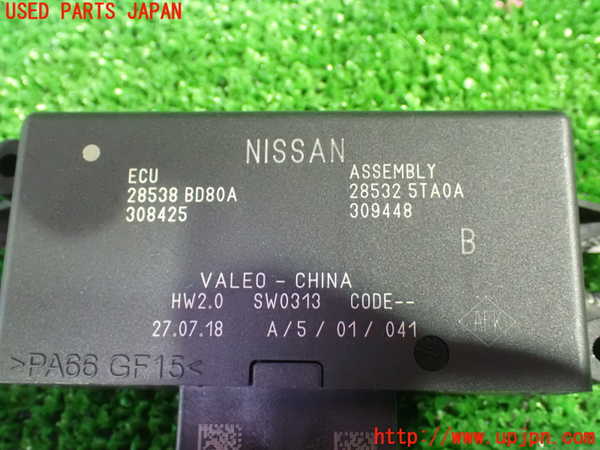 USED PARTS JAPAN
NISSAN
ECU
28538 BD80A
308425
ASSEMBLY
28532 5TA0A
309448
B
VALEO - CHINA
HW2.0 SW0313 CODE--
27.07.18 A/5/01/041
>PA66 GF15<
http://www.upjpn.com